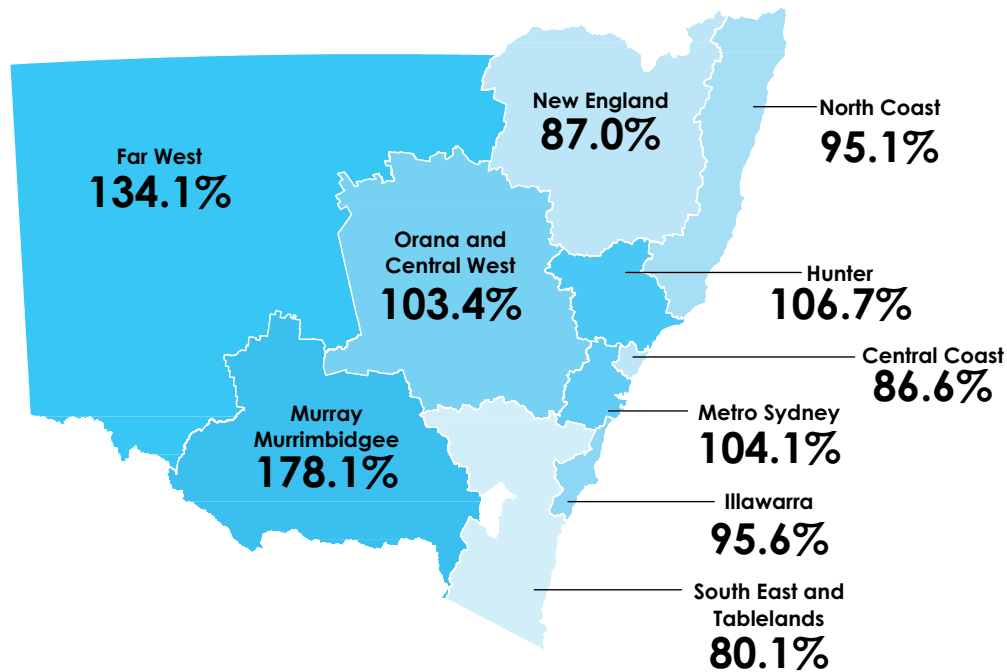 New England
87.0%
North Coast
95.1%
Far West
134.1%
Orana and
Central West
103.4%
Hunter
106.7%
Central Coast
86.6%
Murray
Murrimbidgee
178.1%
Metro Sydney
104.1%
Illawarra
95.6%
South East and
Tablelands
80.1%